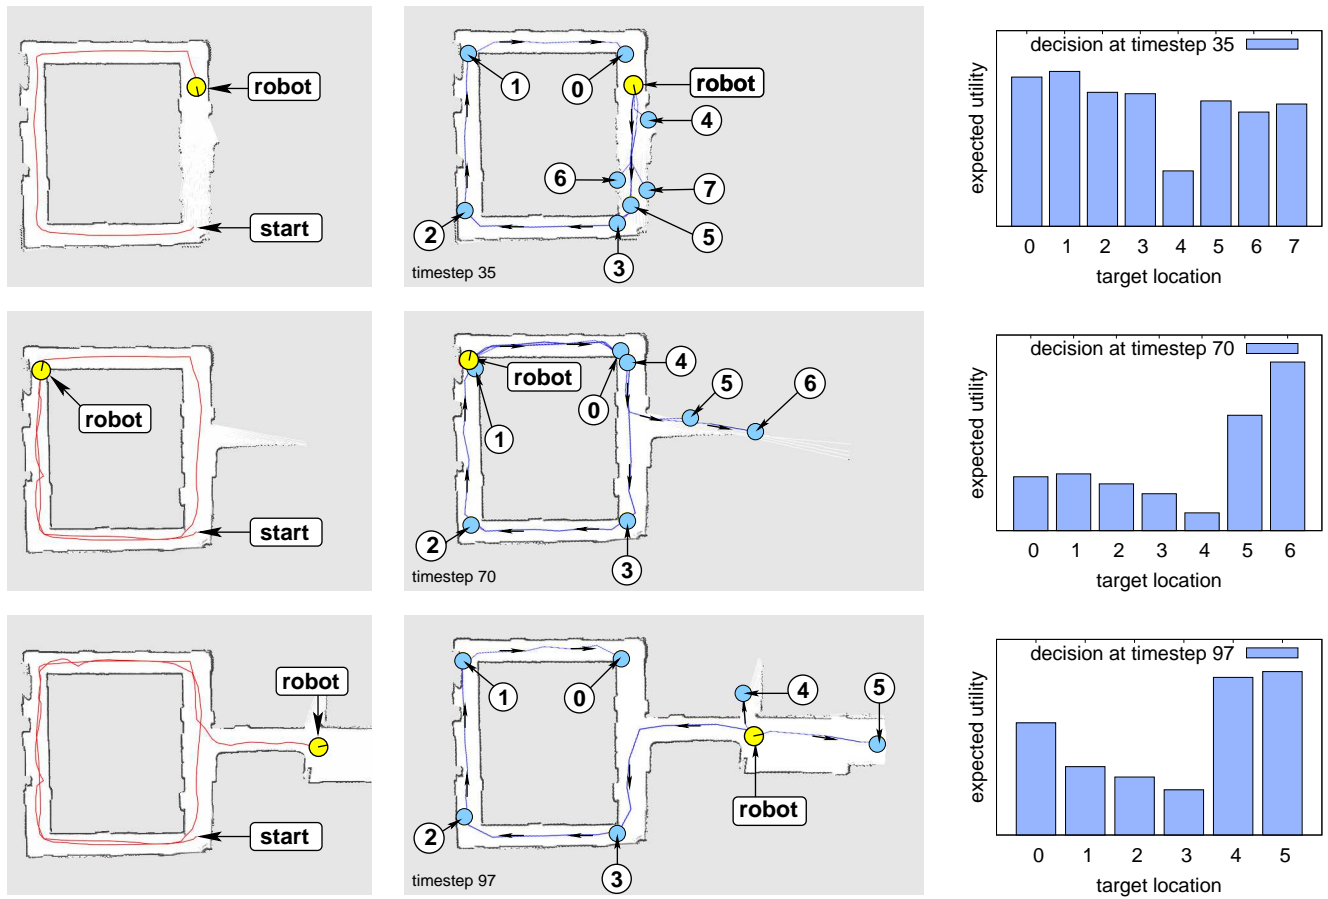 robot
start
1
0
robot
4
6
7
2
5
3
timestep 35
decision at timestep 35
expected utility
0 1 2 3 4 5 6 7
target location
robot
start
robot
4
5
6
0
1
2
3
timestep 70
decision at timestep 70
expected utility
0 1 2 3 4 5 6
target location
robot
start
1
0
4
5
robot
2
3
timestep 97
decision at timestep 97
expected utility
0 1 2 3 4 5
target location